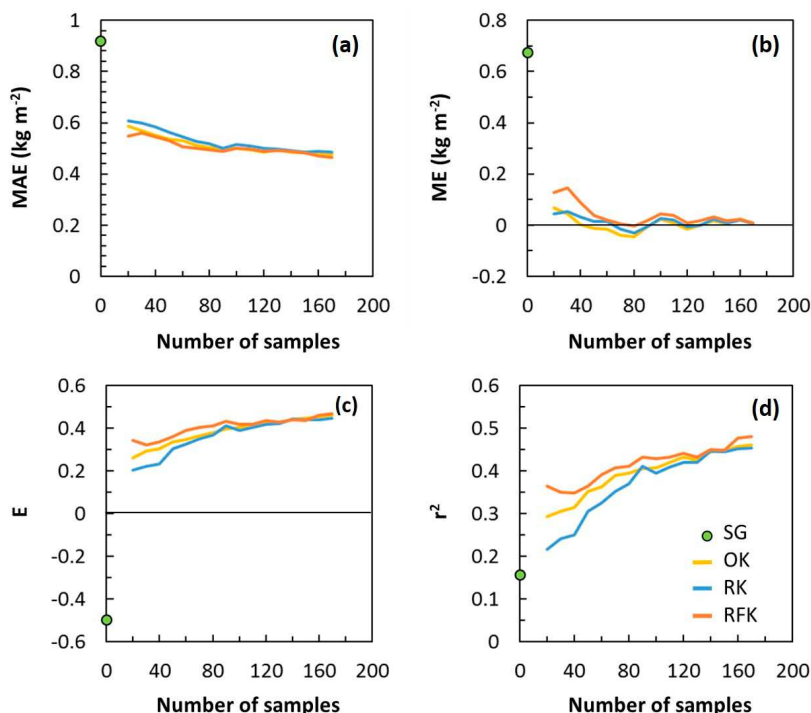 (a)
MAE (kg m⁻²)
1
0.8
0.6
0.4
0.2
0
0 40 80 120 160 200
Number of samples
(b)
ME (kg m⁻²)
0.8
0.6
0.4
0.2
0
-0.2
0 40 80 120 160 200
Number of samples
(c)
E
0.6
0.4
0.2
0
-0.2
-0.4
-0.6
0 40 80 120 160 200
Number of samples
(d)
r²
0.6
0.5
0.4
0.3
0.2
0.1
0
SG
OK
RK
RFK
0 40 80 120 160 200
Number of samples